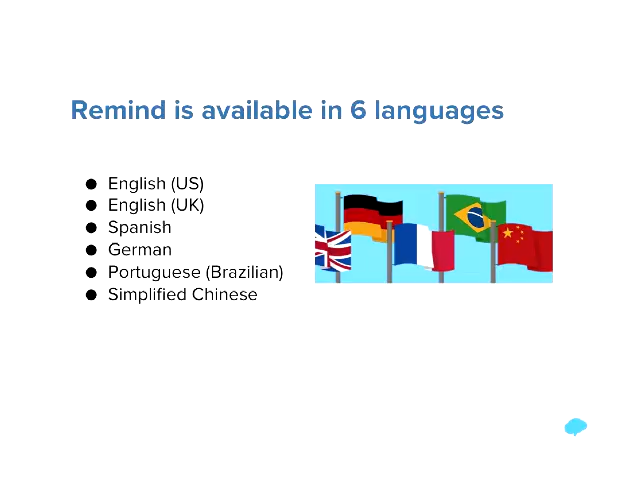 Remind is available in 6 languages
● English (US)
● English (UK)
● Spanish
● German
● Portuguese (Brazilian)
● Simplified Chinese